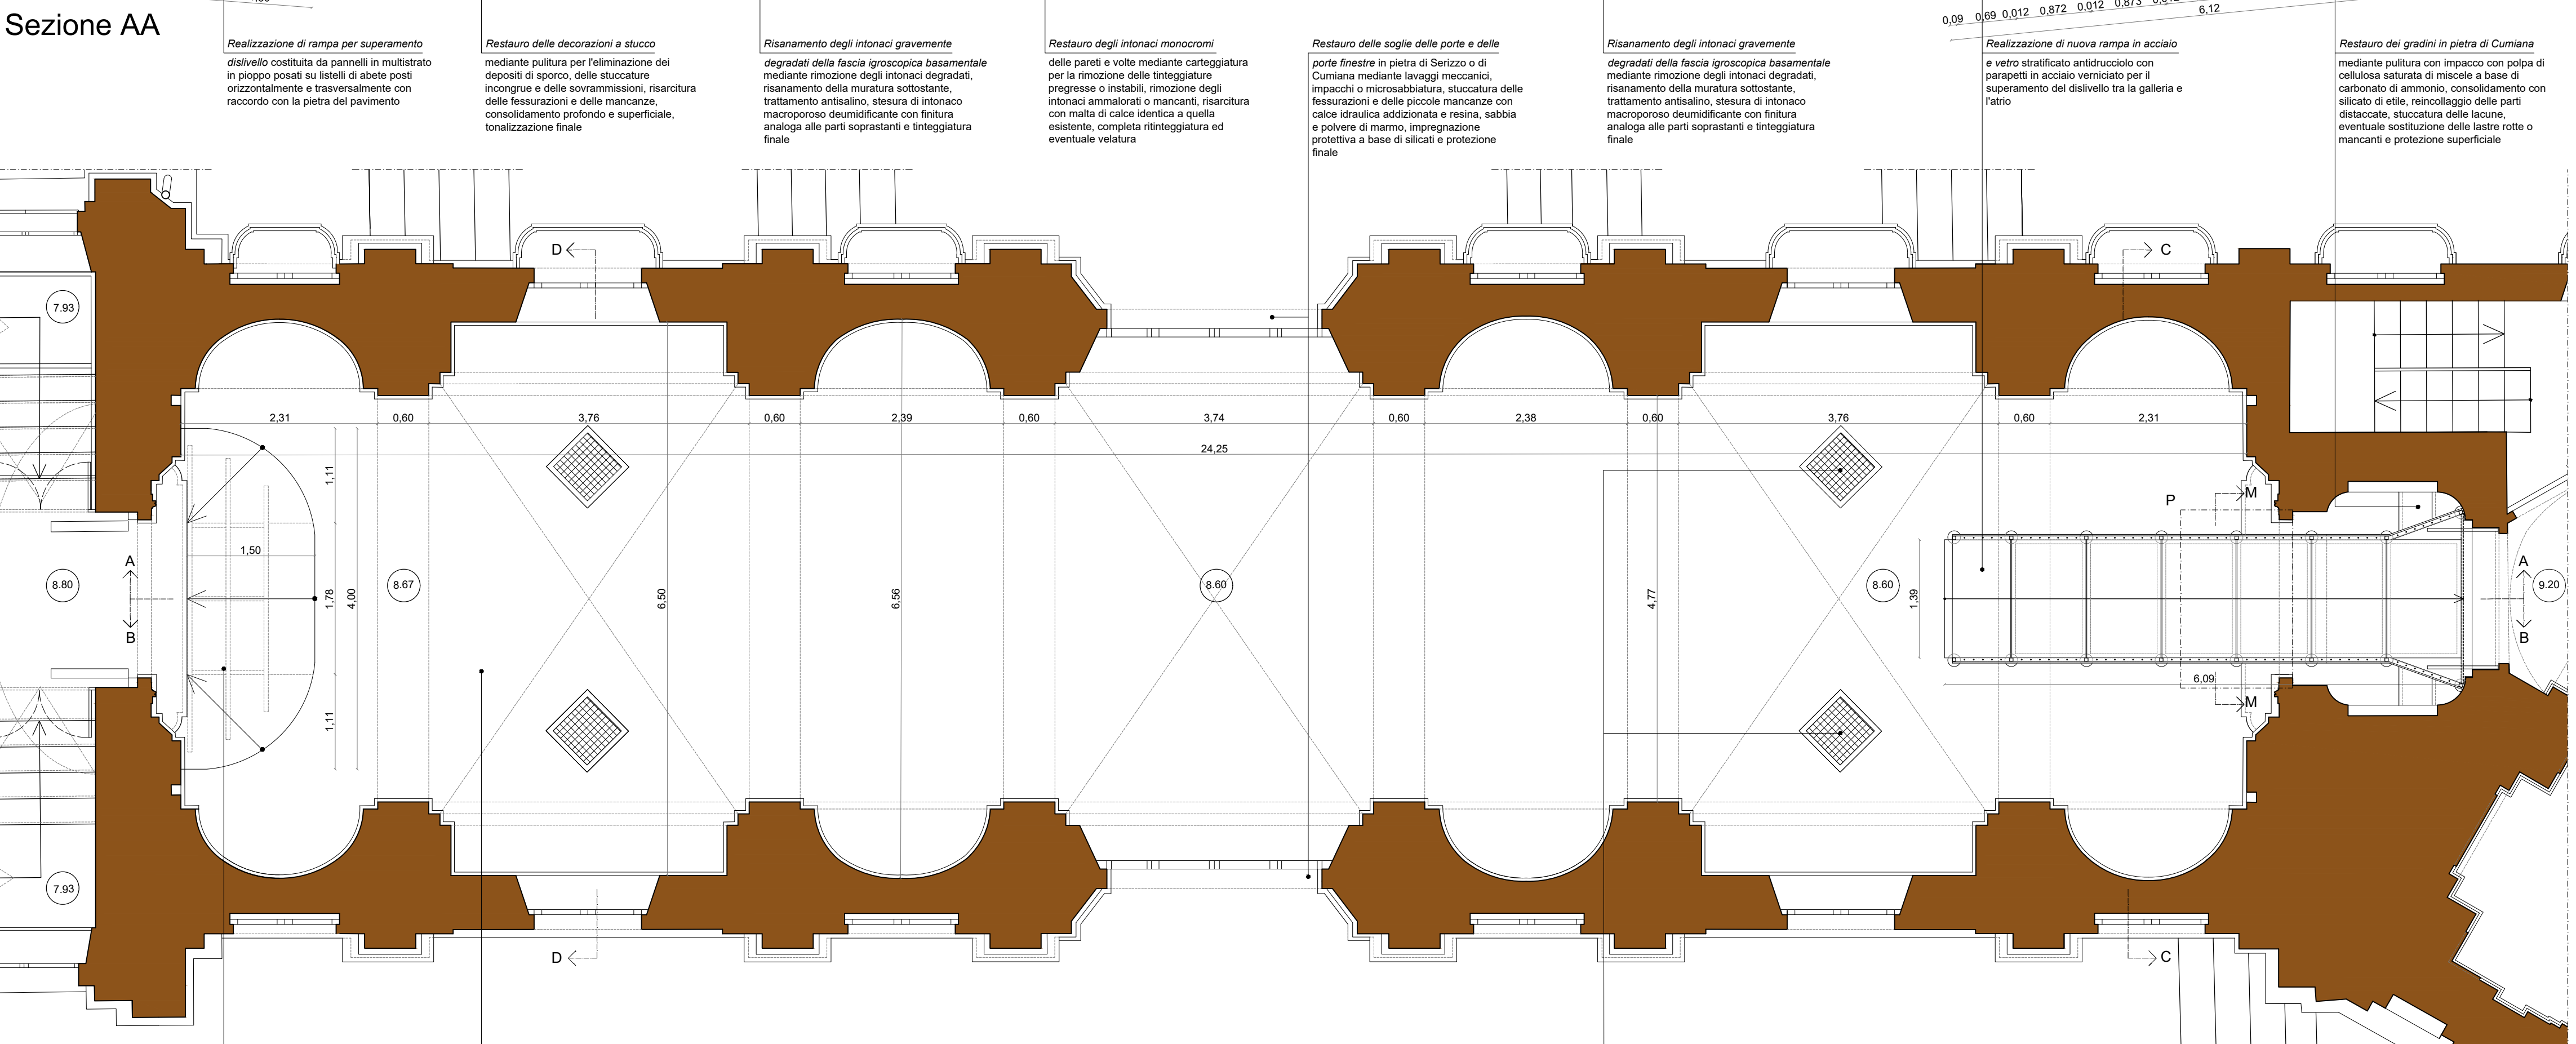 Sezione AA
0,09 0,69 0,012 0,872 0,012 0,873
6,12
Realizzazione di rampa per superamento
dislivello costituita da pannelli in multistrato
in pioppo posati su listelli di abete posti
orizzontalmente e trasversalmente con
raccordo con la pietra del pavimento
Restauro delle decorazioni a stucco
mediante pulitura per l'eliminazione dei
depositi di sporco, delle stuccature
incongrue e delle sovrammissioni, risarcitura
delle fessurazioni e delle mancanze,
consolidamento profondo e superficiale,
tonalizzazione finale
Risanamento degli intonaci gravemente
degradati della fascia igroscopica basamentale
mediante rimozione degli intonaci degradati,
risanamento della muratura sottostante,
trattamento antisalino, stesura di intonaco
macroporoso deumidificante con finitura
analoga alle parti soprastanti e tinteggiatura
finale
Restauro degli intonaci monocromi
delle pareti e volte mediante carteggiatura
per la rimozione delle tinteggiature
pregresse o instabili, rimozione degli
intonaci ammalorati o mancanti, risarcitura
con malta di calce identica a quella
esistente, completa ritinteggiatura ed
eventuale velatura
Restauro delle soglie delle porte e delle
porte finestre in pietra di Serizzo o di
Cumiana mediante lavaggi meccanici,
impacchi o microsabbiatura, stuccatura delle
fessurazioni e delle piccole mancanze con
calce idraulica addizionata e resina, sabbia
e polvere di marmo, impregnazione
protettiva a base di silicati e protezione
finale
Risanamento degli intonaci gravemente
degradati della fascia igroscopica basamentale
mediante rimozione degli intonaci degradati,
risanamento della muratura sottostante,
trattamento antisalino, stesura di intonaco
macroporoso deumidificante con finitura
analoga alle parti soprastanti e tinteggiatura
finale
Realizzazione di nuova rampa in acciaio
e vetro stratificato antidrucciolo con
parapetti in acciaio verniciato per il
superamento del dislivello tra la galleria e
l'atrio
Restauro dei gradini in pietra di Cumiana
mediante pulitura con impacco con polpa di
cellulosa saturata di miscele a base di
carbonato di ammonio, consolidamento con
silicato di etile, reincollaggio delle parti
distaccate, stuccatura delle lacune,
eventuale sostituzione delle lastre rotte o
mancanti e protezione superficiale
D
C
7.93
2,31 0,60 3,76 0,60 2,39 0,60 3,74 0,60 2,38 0,60 3,76 0,60 2,31
24,25
1,11
M
P
1,50
A
A
8.80
8.67
8.60
8.60
9.20
1,78
4,00
6,50
6,56
4,77
1,39
B
B
6,09
M
1,11
7.93
D
C